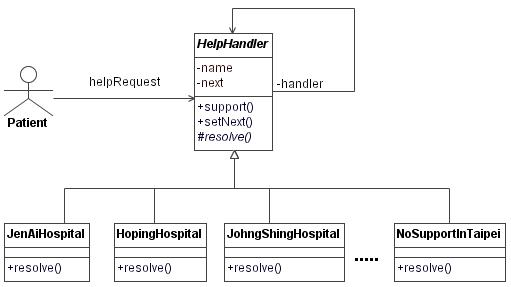 HelpHandler
-name
-next
-handler
helpRequest
+support()
+setNext()
#resolve()
Patient
JenAiHospital
+resolve()
HopingHospital
+resolve()
JohngShingHospital
+resolve()
.....
NoSupportInTaipei
+resolve()